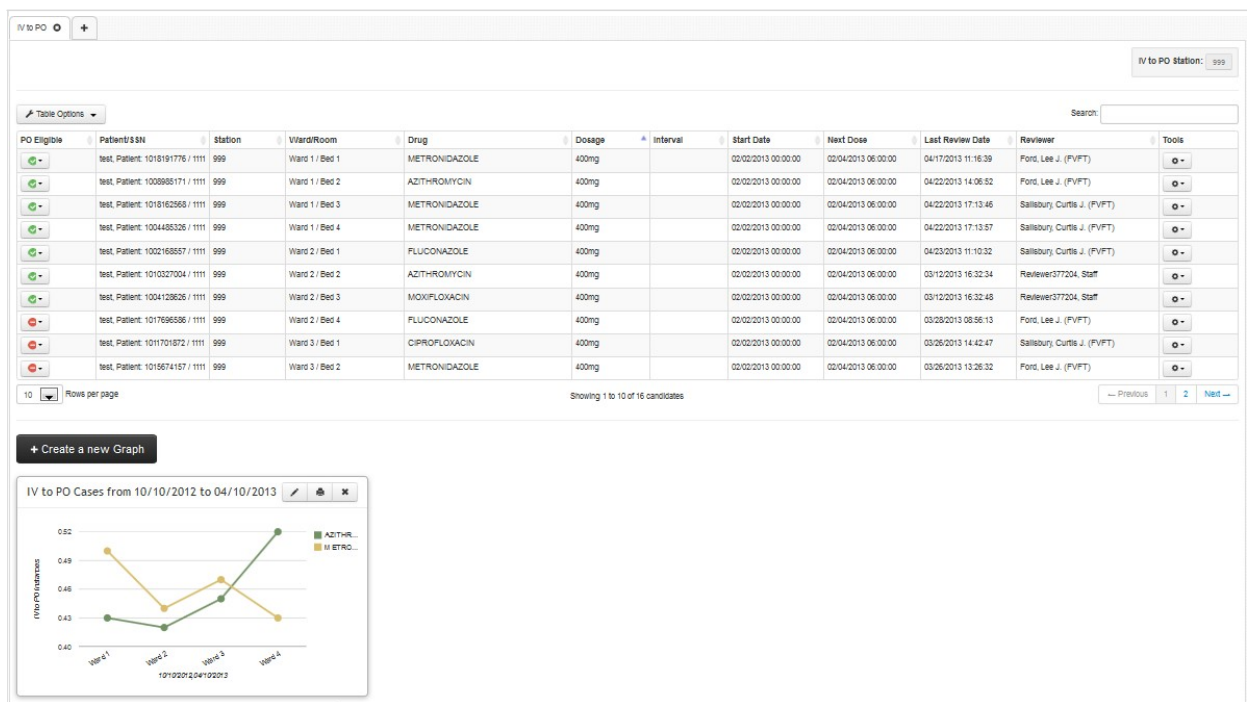 IV to PO
IV to PO Station: 999
Table Options
Search:
PO Eligible Patient/SSN Station Ward/Room Drug Dosage Interval Start Date Next Dose Last Review Date Reviewer Tools
test, Patient: 1018191776 / 1111 999 Ward 1 / Bed 1 METRONIDAZOLE 400mg 02/02/2013 00:00:00 02/04/2013 06:00:00 04/17/2013 11:16:39 Ford, Lee J. (FVFT)
test, Patient: 1008985171 / 1111 999 Ward 1 / Bed 2 AZITHROMYCIN 400mg 02/02/2013 00:00:00 02/04/2013 06:00:00 04/22/2013 14:06:52 Ford, Lee J. (FVFT)
test, Patient: 1018162568 / 1111 999 Ward 1 / Bed 3 METRONIDAZOLE 400mg 02/02/2013 00:00:00 02/04/2013 06:00:00 04/22/2013 17:13:46 Salisbury, Curtis J. (FVFT)
test, Patient: 1004485326 / 1111 999 Ward 1 / Bed 4 METRONIDAZOLE 400mg 02/02/2013 00:00:00 02/04/2013 06:00:00 04/22/2013 17:13:57 Salisbury, Curtis J. (FVFT)
test, Patient: 1002168557 / 1111 999 Ward 2 / Bed 1 FLUCONAZOLE 400mg 02/02/2013 00:00:00 02/04/2013 06:00:00 04/23/2013 11:10:32 Salisbury, Curtis J. (FVFT)
test, Patient: 1010327004 / 1111 999 Ward 2 / Bed 2 AZITHROMYCIN 400mg 02/02/2013 00:00:00 02/04/2013 06:00:00 03/12/2013 16:32:34 Reviewer377204, Staff
test, Patient: 1004128626 / 1111 999 Ward 2 / Bed 3 MOXIFLOXACIN 400mg 02/02/2013 00:00:00 02/04/2013 06:00:00 03/12/2013 16:32:48 Reviewer377204, Staff
test, Patient: 1017696586 / 1111 999 Ward 2 / Bed 4 FLUCONAZOLE 400mg 02/02/2013 00:00:00 02/04/2013 06:00:00 03/28/2013 08:56:13 Ford, Lee J. (FVFT)
test, Patient: 1011701872 / 1111 999 Ward 3 / Bed 1 CIPROFLOXACIN 400mg 02/02/2013 00:00:00 02/04/2013 06:00:00 03/26/2013 14:42:47 Salisbury, Curtis J. (FVFT)
test, Patient: 1015674157 / 1111 999 Ward 3 / Bed 2 METRONIDAZOLE 400mg 02/02/2013 00:00:00 02/04/2013 06:00:00 03/26/2013 13:26:32 Ford, Lee J. (FVFT)
10 Rows per page Showing 1 to 10 of 16 candidates ← Previous 1 2 Next →
+ Create a new Graph
IV to PO Cases from 10/10/2012 to 04/10/2013
0.52
0.49
0.46
0.43
0.40
IV to PO Instances
AZITHR...
METRO...
Ward 1 Ward 2 Ward 3 Ward 4
10/10/2012,04/10/2013